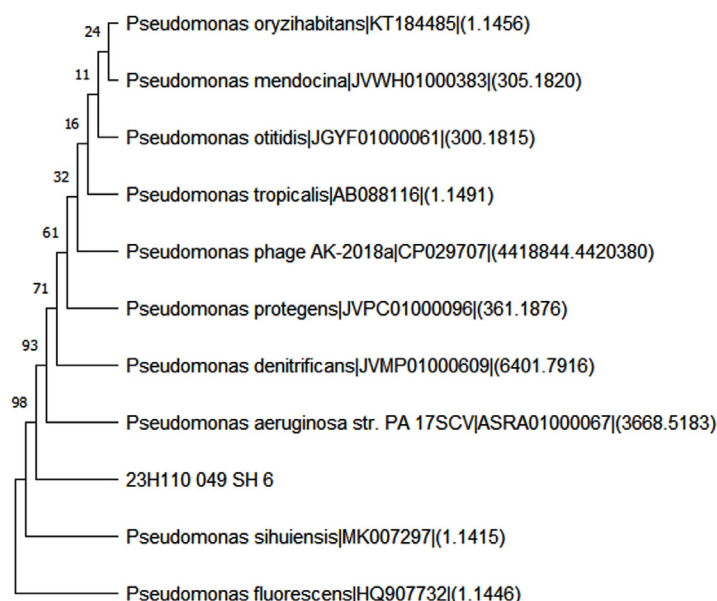 24
Pseudomonas oryzihabitans|KT184485|(1.1456)
11
Pseudomonas mendocina|JVWH01000383|(305.1820)
16
Pseudomonas otitidis|JGYF01000061|(300.1815)
32
Pseudomonas tropicalis|AB088116|(1.1491)
61
Pseudomonas phage AK-2018a|CP029707|(4418844.4420380)
71
Pseudomonas protegens|JVPC01000096|(361.1876)
93
Pseudomonas denitrificans|JVMP01000609|(6401.7916)
98
Pseudomonas aeruginosa str. PA 17SCV|ASRA01000067|(3668.5183)
23H110 049 SH 6
Pseudomonas sihuiensis|MK007297|(1.1415)
Pseudomonas fluorescens|HQ907732|(1.1446)